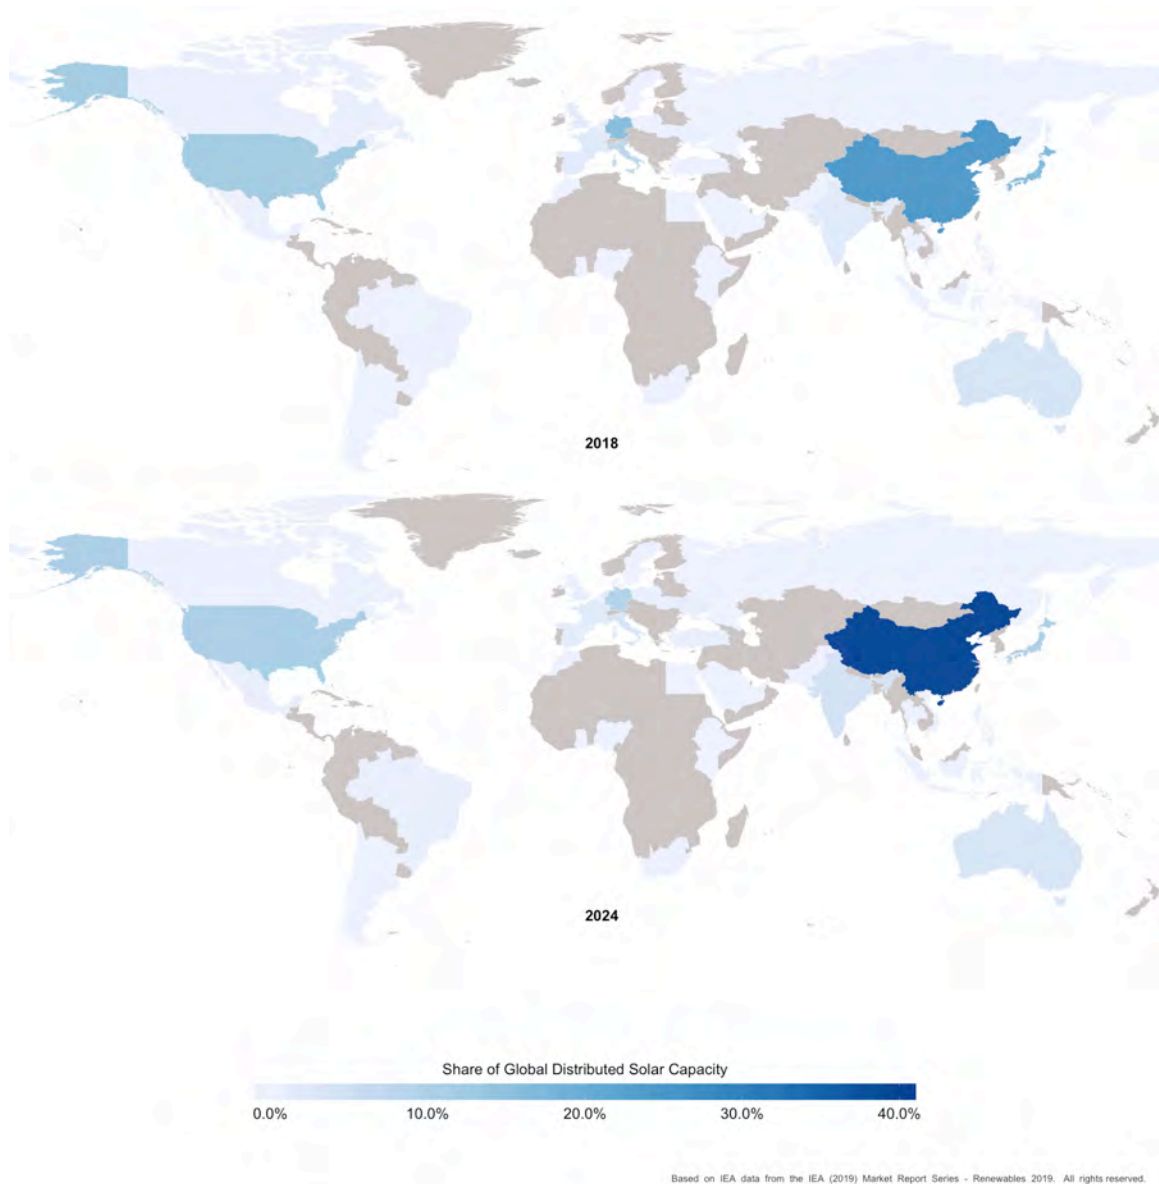 2018
2024
Share of Global Distributed Solar Capacity
0.0% 10.0% 20.0% 30.0% 40.0%
Based on IEA data from the IEA (2019) Market Report Series - Renewables 2019. All rights reserved.